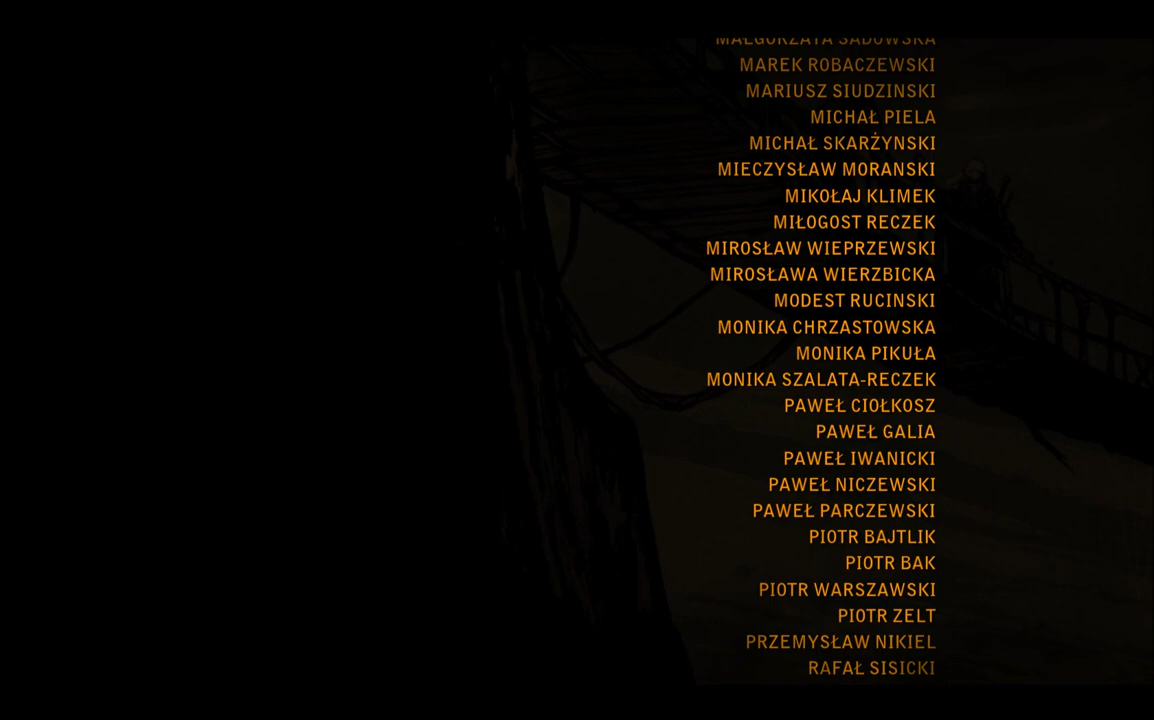 MAŁGORZATA SADOWSKA
MAREK ROBACZEWSKI
MARIUSZ SIUDZINSKI
MICHAŁ PIELA
MICHAŁ SKARŻYNSKI
MIECZYSŁAW MORANSKI
MIKOŁAJ KLIMEK
MIŁOGOST RECZEK
MIROSŁAW WIEPRZEWSKI
MIROSŁAWA WIERZBICKA
MODEST RUCINSKI
MONIKA CHRZASTOWSKA
MONIKA PIKUŁA
MONIKA SZALATA-RECZEK
PAWEŁ CIOŁKOSZ
PAWEŁ GALIA
PAWEŁ IWANICKI
PAWEŁ NICZEWSKI
PAWEŁ PARCZEWSKI
PIOTR BAJTLIK
PIOTR BAK
PIOTR WARSZAWSKI
PIOTR ZELT
PRZEMYSŁAW NIKIEL
RAFAŁ SISICKI